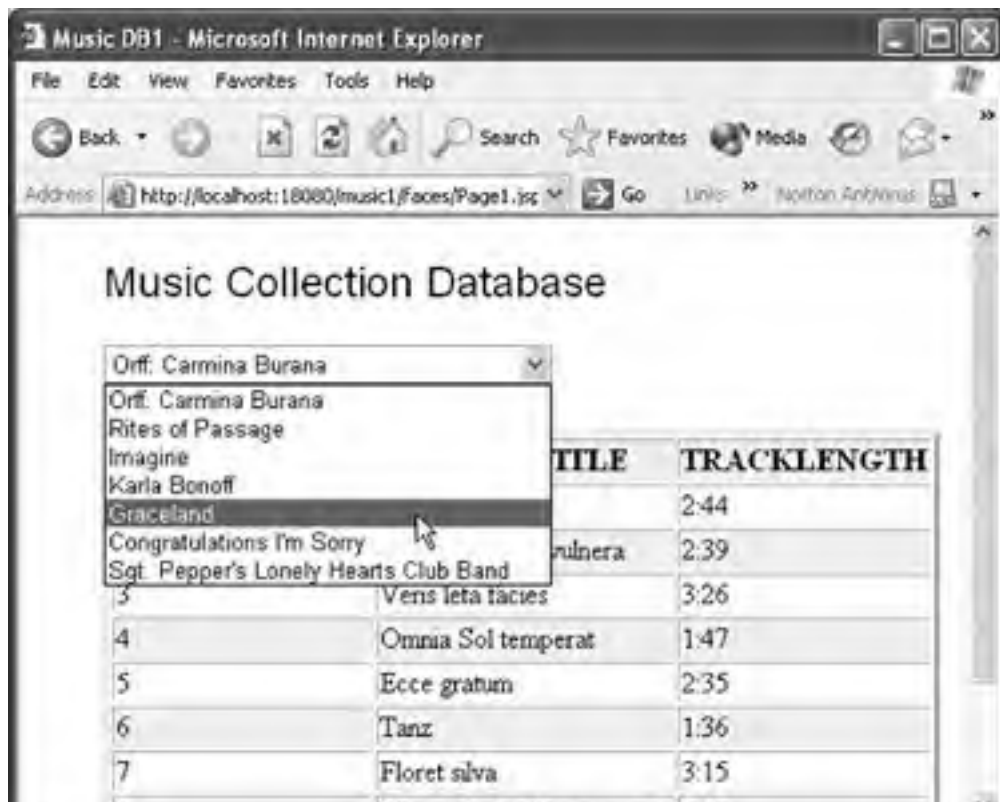 Music DB1 - Microsoft Internet Explorer
File Edit View Favorites Tools Help
Back Search Favorites Media »
Address http://localhost:18080/music1/faces/Page1.jsp Go Links » Norton AntiVirus
Music Collection Database
Orff: Carmina Burana
Orff: Carmina Burana
Rites of Passage
Imagine
Karla Bonoff
Graceland
Congratulations I'm Sorry
Sgt. Pepper's Lonely Hearts Club Band
TRACKLENGTH
2:44
vulnera 2:39
3 Veris leta facies 3:26
4 Omnia Sol temperat 1:47
5 Ecce gratum 2:35
6 Tanz 1:36
7 Floret silva 3:15